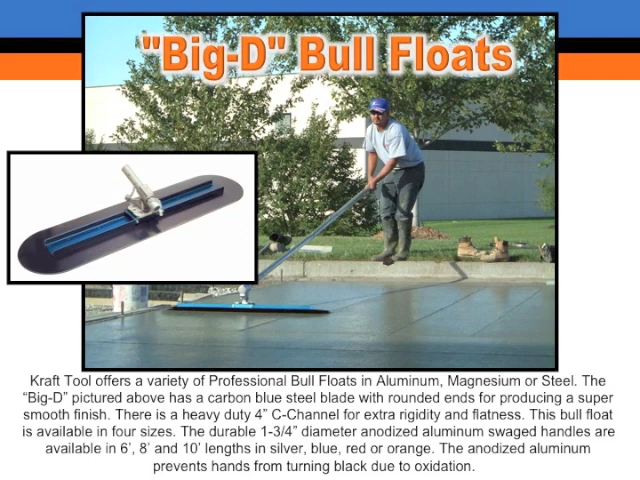 "Big-D" Bull Floats
Kraft Tool offers a variety of Professional Bull Floats in Aluminum, Magnesium or Steel. The
“Big-D” pictured above has a carbon blue steel blade with rounded ends for producing a super
smooth finish. There is a heavy duty 4” C-Channel for extra rigidity and flatness. This bull float
is available in four sizes. The durable 1-3/4” diameter anodized aluminum swaged handles are
available in 6’, 8’ and 10’ lengths in silver, blue, red or orange. The anodized aluminum
prevents hands from turning black due to oxidation.